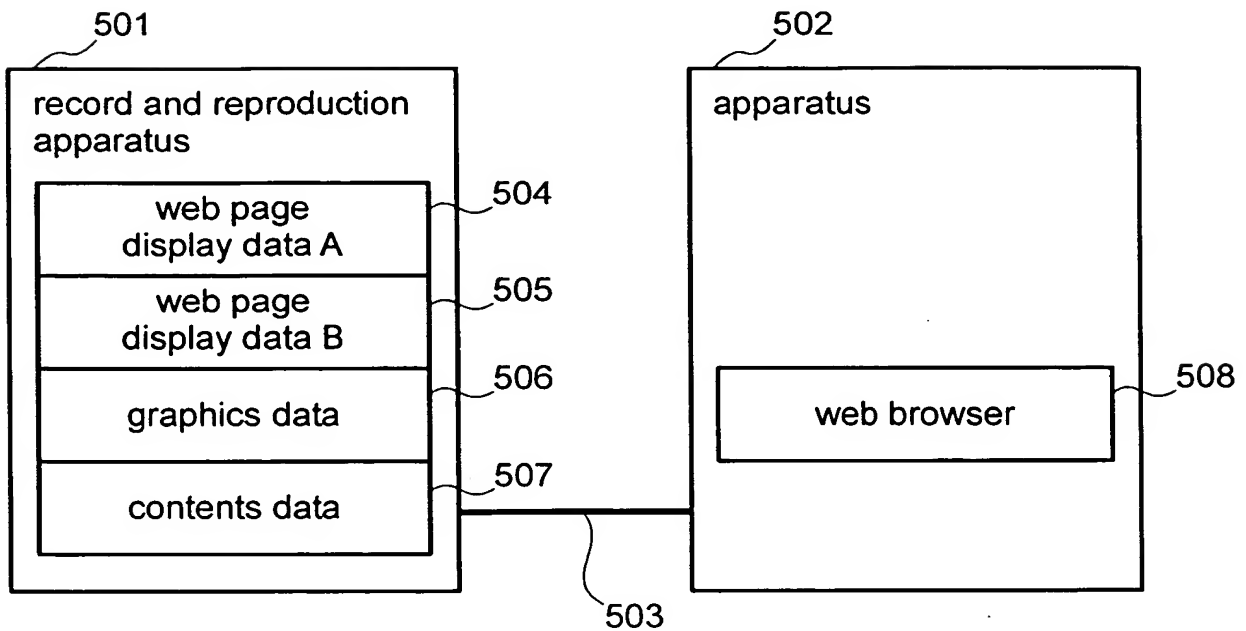 501
502
record and reproduction
apparatus
apparatus
504
web page
display data A
505
web page
display data B
506
graphics data
508
web browser
507
contents data
503